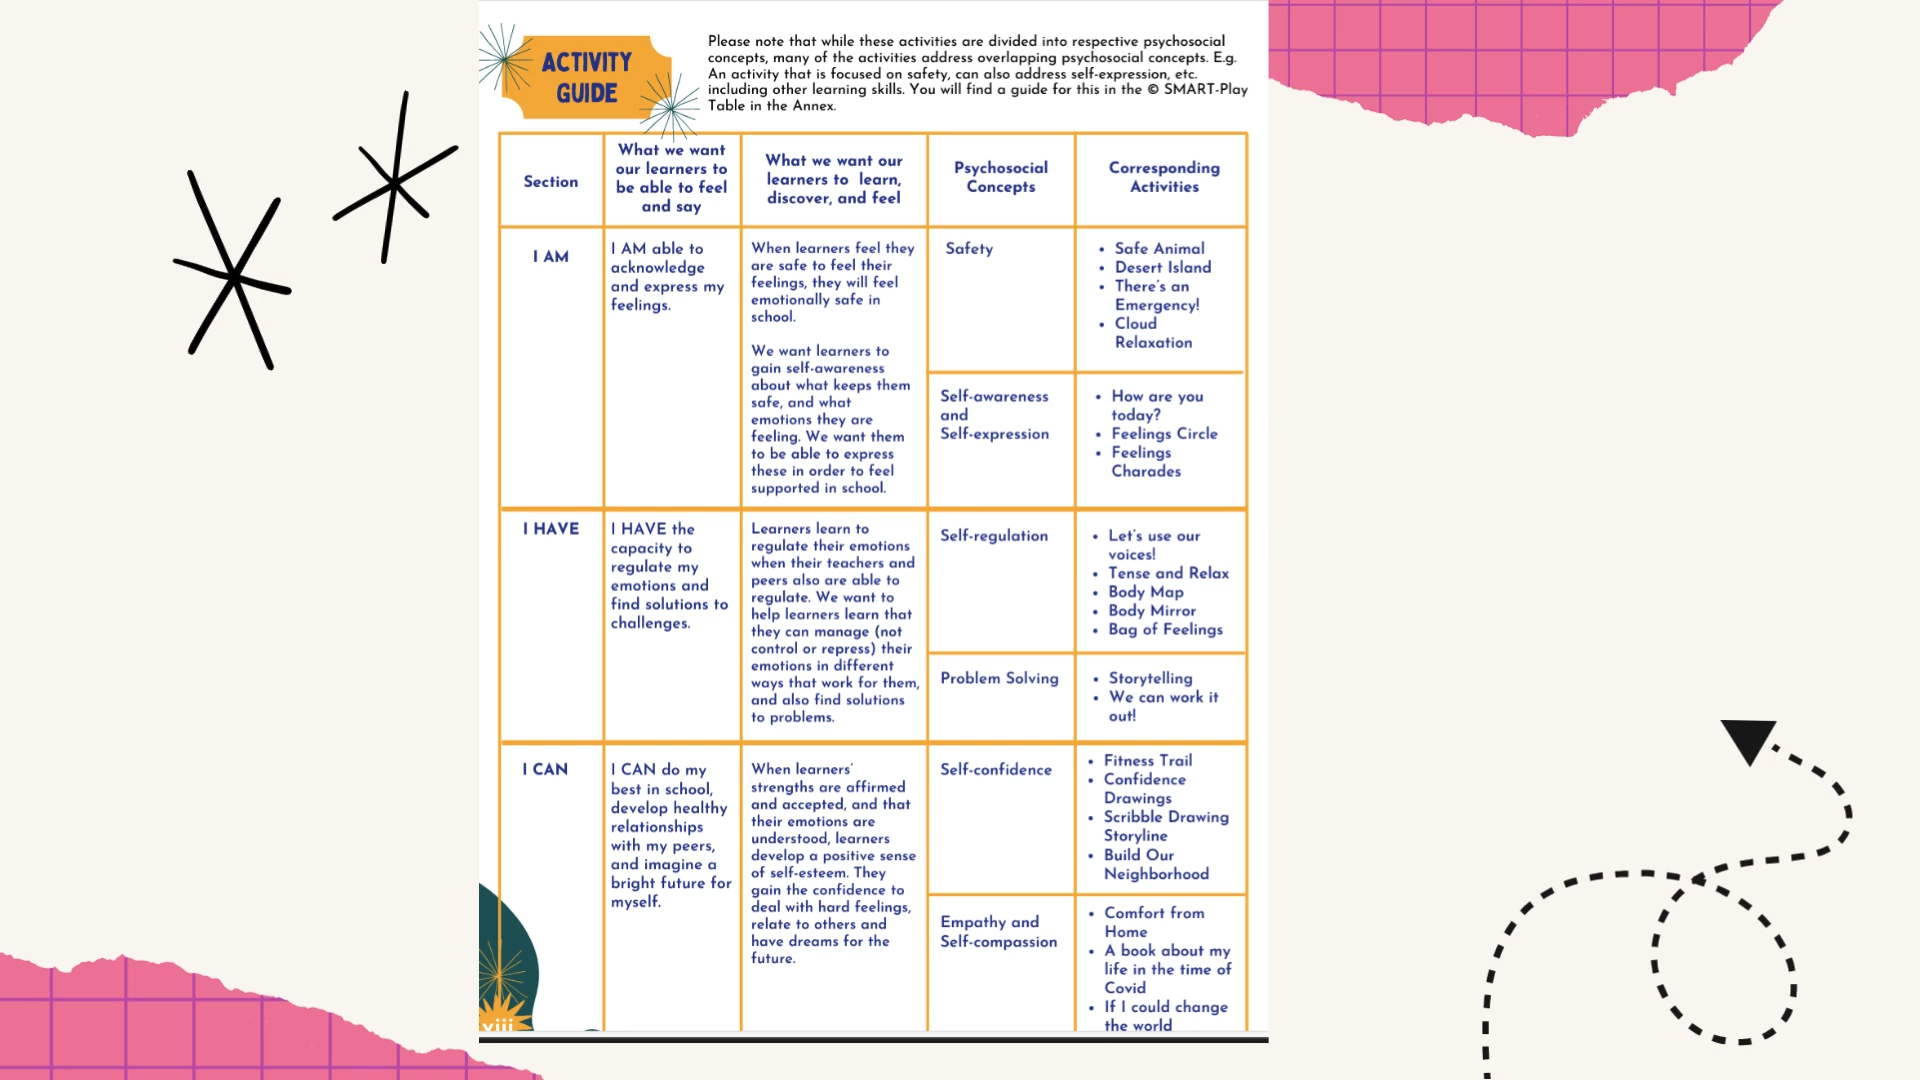 ACTIVITY
GUIDE
Please note that while these activities are divided into respective psychosocial
concepts, many of the activities address overlapping psychosocial concepts. E.g.
An activity that is focused on safety, can also address self-expression, etc.
including other learning skills. You will find a guide for this in the © SMART-Play
Table in the Annex.
Section
What we want
our learners to
be able to feel
and say
What we want our
learners to learn,
discover, and feel
Psychosocial
Concepts
Corresponding
Activities
I AM
I AM able to
acknowledge
and express my
feelings.
When learners feel they
are safe to feel their
feelings, they will feel
emotionally safe in
school.
We want learners to
gain self-awareness
about what keeps them
safe, and what
emotions they are
feeling. We want them
to be able to express
these in order to feel
supported in school.
Safety
• Safe Animal
• Desert Island
• There's an
Emergency!
• Cloud
Relaxation
Self-awareness
and
Self-expression
• How are you
today?
• Feelings Circle
• Feelings
Charades
I HAVE
I HAVE the
capacity to
regulate my
emotions and
find solutions to
challenges.
Learners learn to
regulate their emotions
when their teachers and
peers also are able to
regulate. We want to
help learners learn that
they can manage (not
control or repress) their
emotions in different
ways that work for them,
and also find solutions
to problems.
Self-regulation
• Let's use our
voices!
• Tense and Relax
• Body Map
• Body Mirror
• Bag of Feelings
Problem Solving
• Storytelling
• We can work it
out!
I CAN
I CAN do my
best in school,
develop healthy
relationships
with my peers,
and imagine a
bright future for
myself.
When learners'
strengths are affirmed
and accepted, and that
their emotions are
understood, learners
develop a positive sense
of self-esteem. They
gain the confidence to
deal with hard feelings,
relate to others and
have dreams for the
future.
Self-confidence
• Fitness Trail
• Confidence
Drawings
• Scribble Drawing
Storyline
• Build Our
Neighborhood
Empathy and
Self-compassion
• Comfort from
Home
• A book about my
life in the time of
Covid
• If I could change
the world
xiii